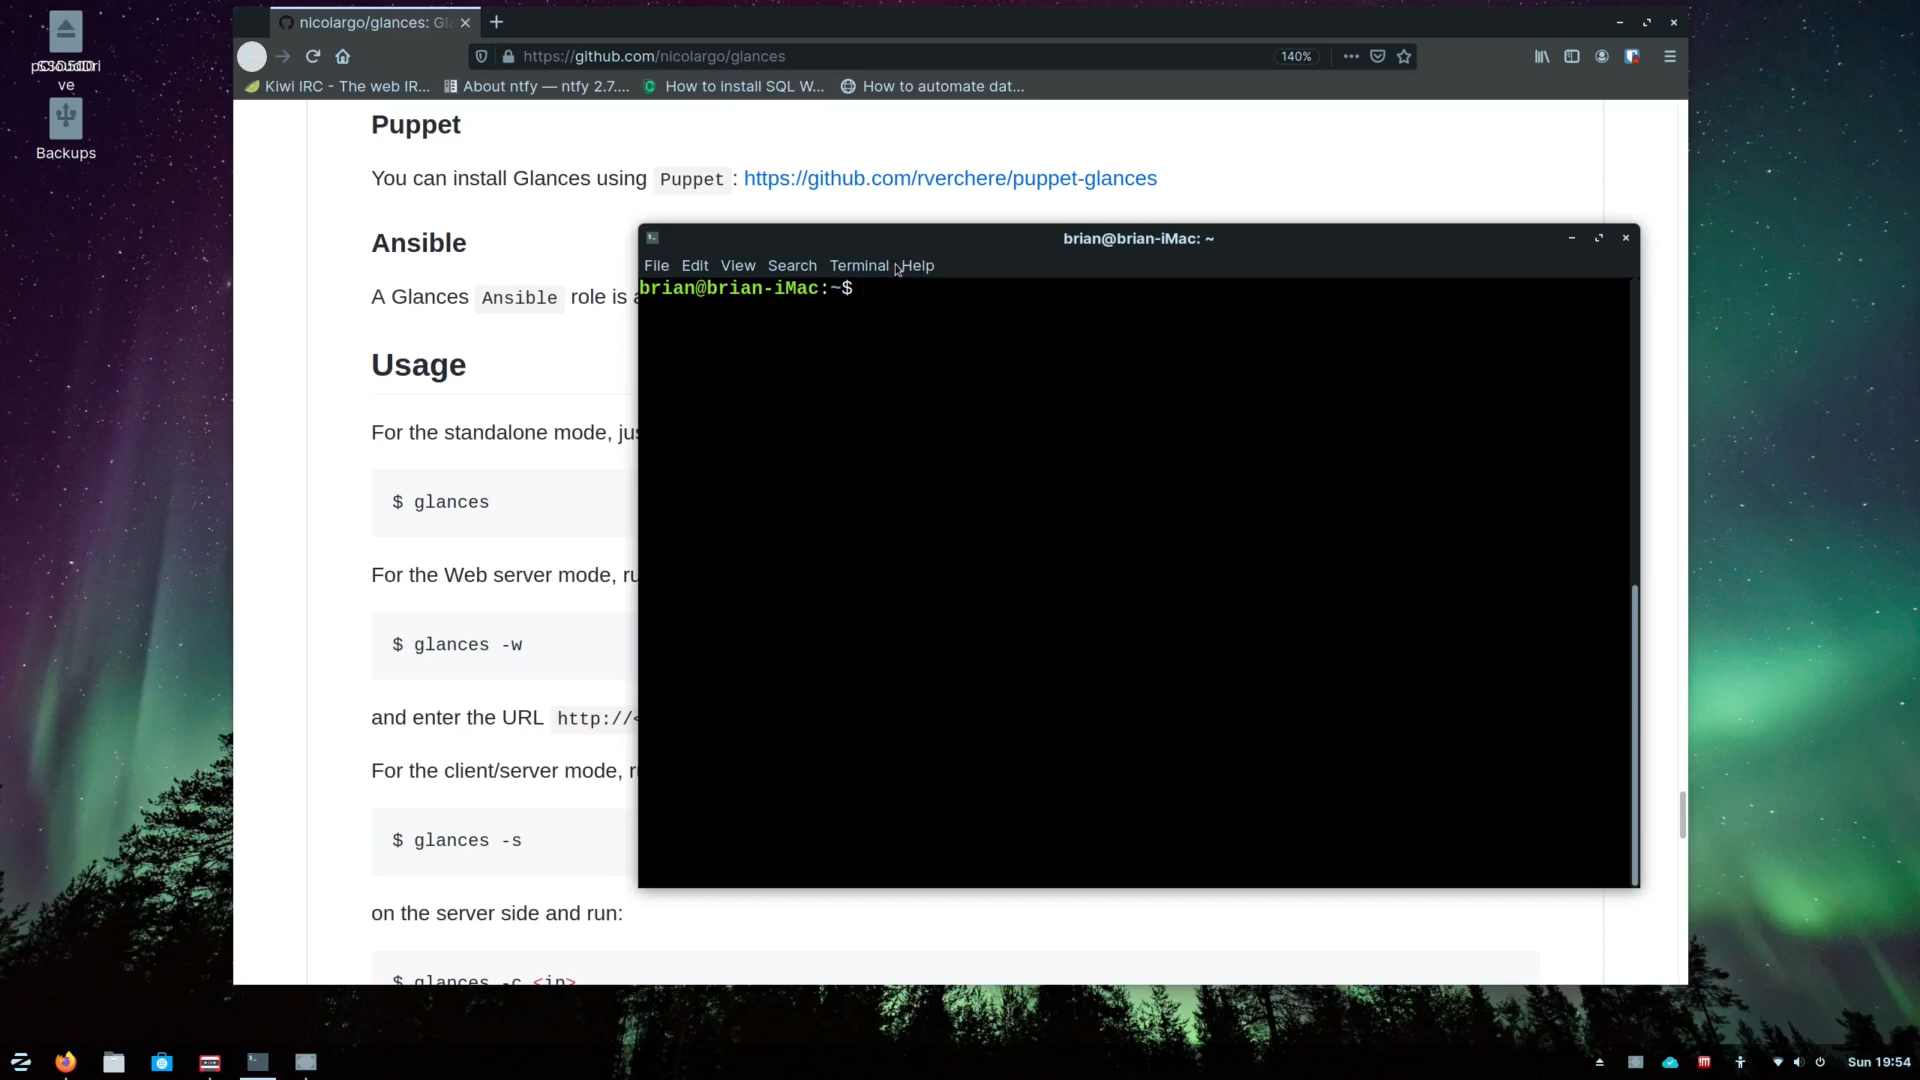 nicolargo/glances: Gl
https://github.com/nicolargo/glances
140%
Kiwi IRC - The web IR...
About ntfy — ntfy 2.7....
How to install SQL W...
How to automate dat...
Backups
Puppet
You can install Glances using Puppet: https://github.com/rverchere/puppet-glances
Ansible
A Glances Ansible role is
Usage
For the standalone mode,
$ glances
For the Web server mode,
$ glances -w
and enter the URL http://<
For the client/server mode,
$ glances -s
on the server side and run:
$ glances -c <ip>
brian@brian-iMac: ~
File Edit View Search Terminal Help
brian@brian-iMac:~$
Sun 19:54